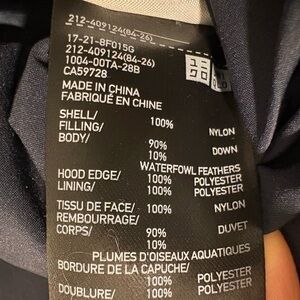 212-409124(84-26)
17-21-8F015G
212-409124(84-26)
1004-00TA-28B
CA59728
MADE IN CHINA
FABRIQUÉ EN CHINE
SHELL/ 100% NYLON
FILLING/
BODY/ 90% DOWN
10% WATERFOWL FEATHERS
HOOD EDGE/ 100% POLYESTER
LINING/ 100% POLYESTER
TISSU DE FACE/ 100% NYLON
REMBOURRAGE/
CORPS/ 90% DUVET
10%
PLUMES D'OISEAUX AQUATIQUES
BORDURE DE LA CAPUCHE/
100% POLYESTER
DOUBLURE/ 100% POLYESTER